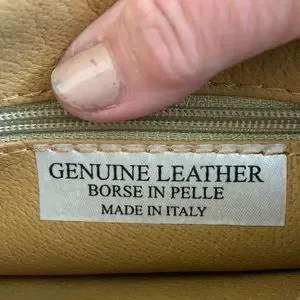 GENUINE LEATHER
BORSE IN PELLE
MADE IN ITALY